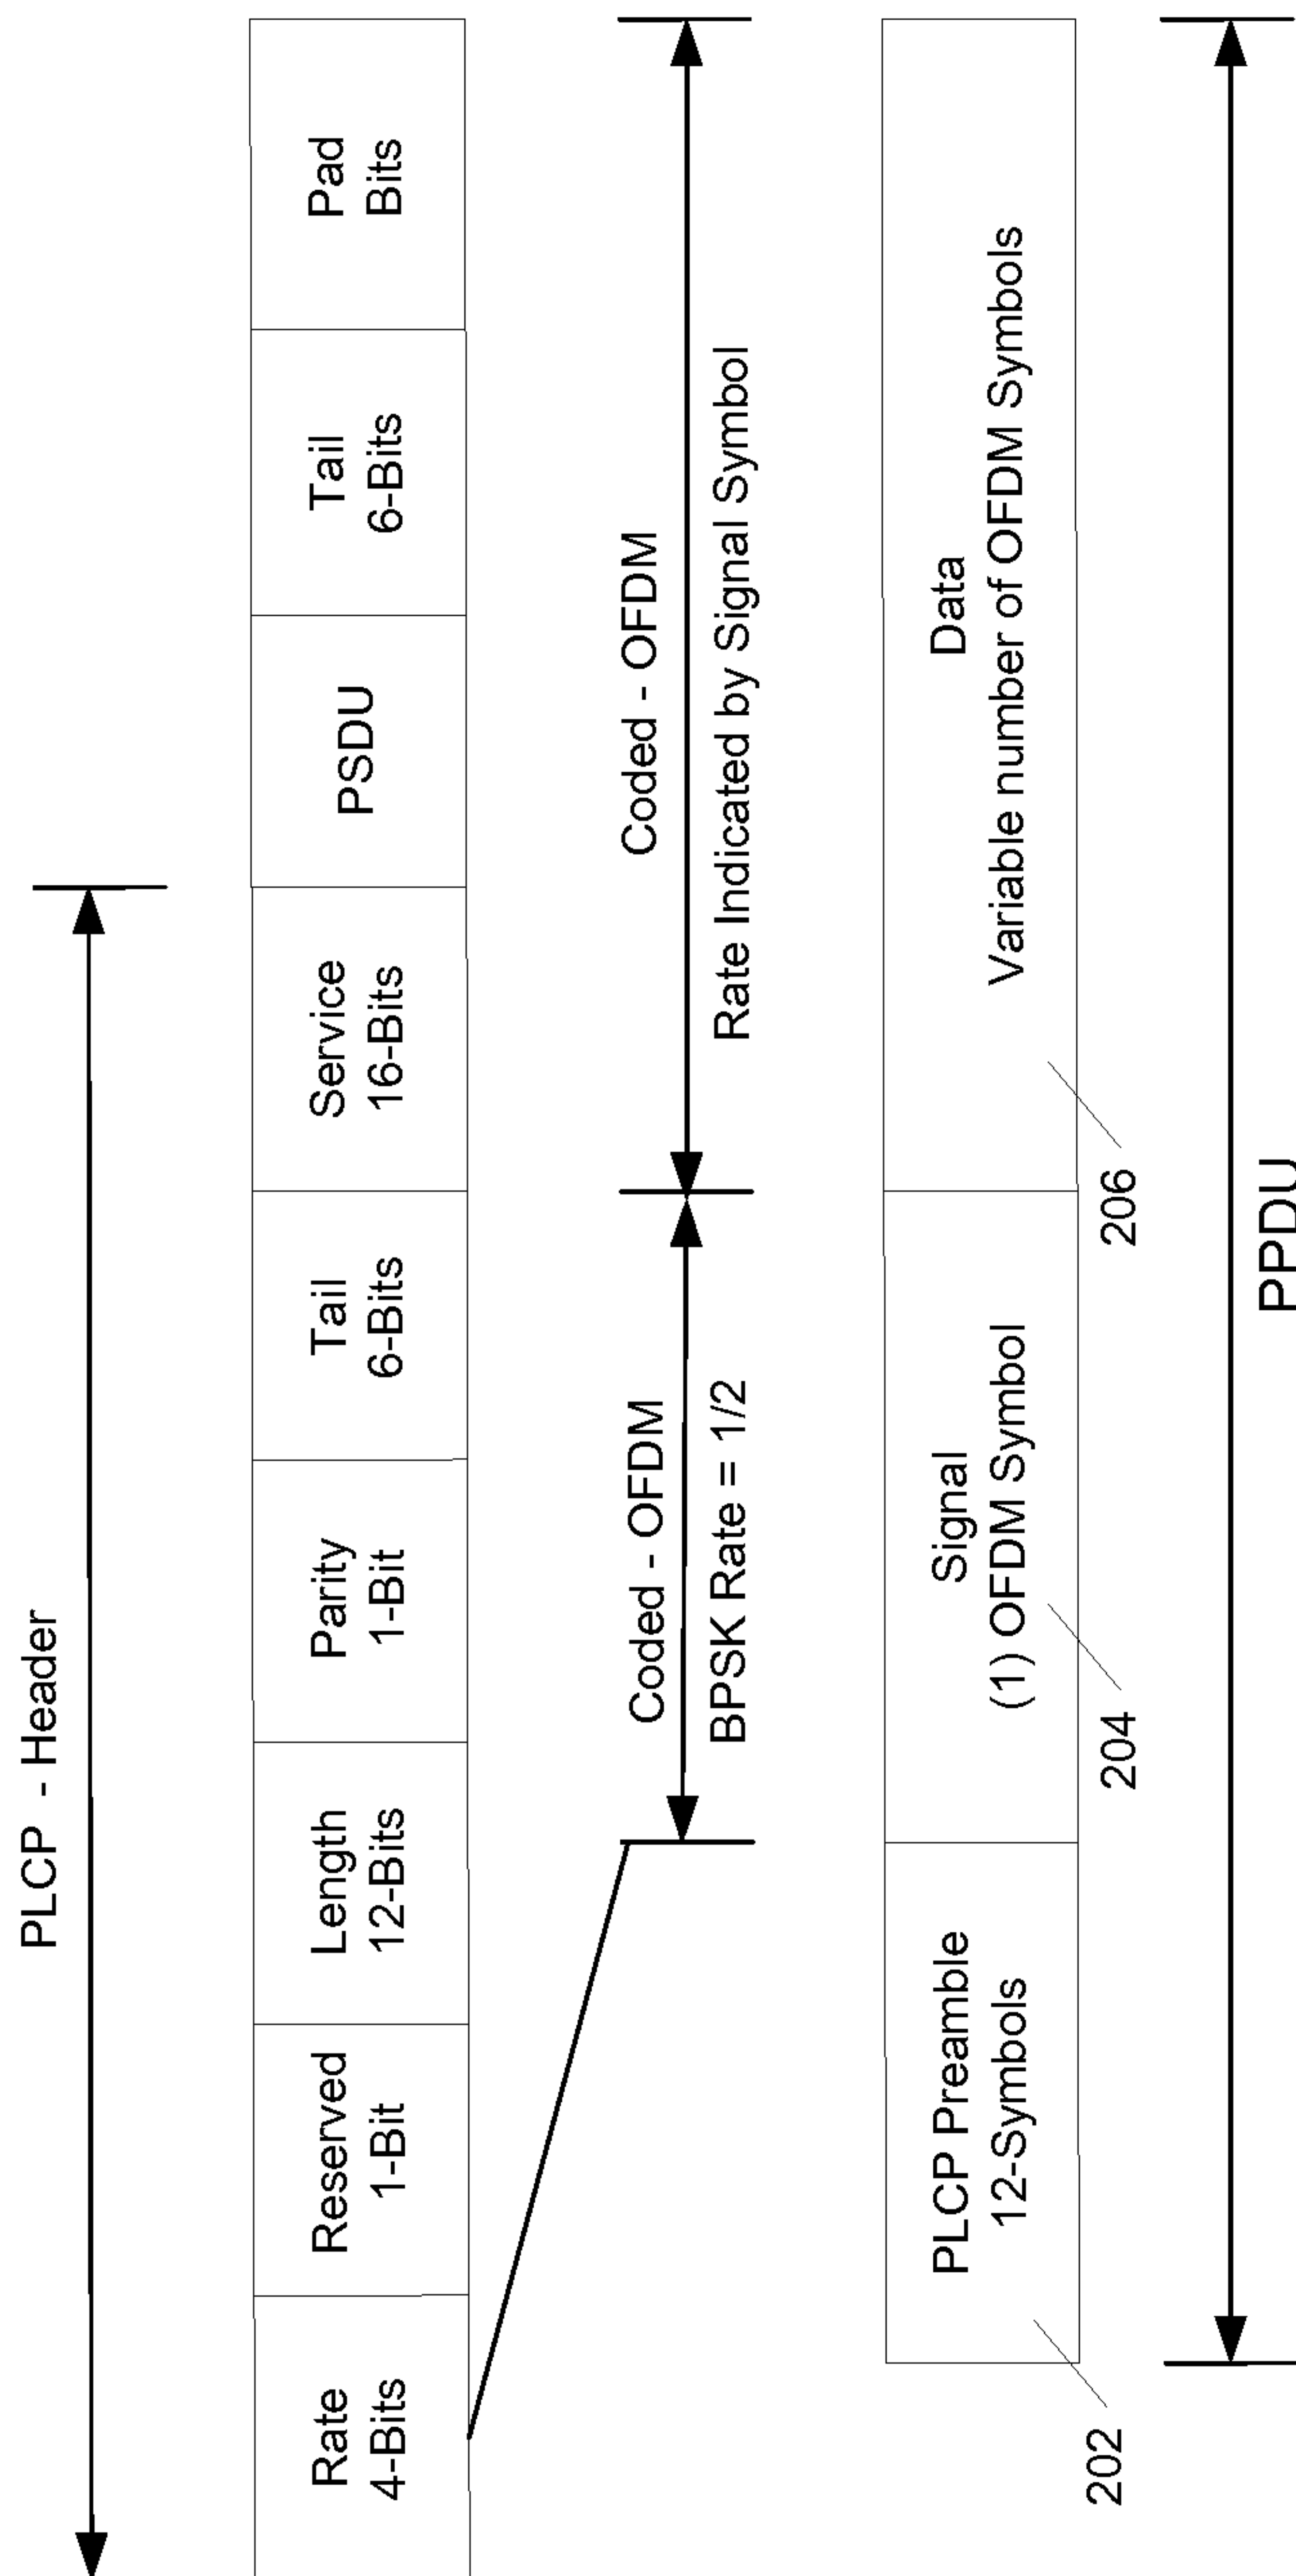 PLCP - Header
Rate
4-Bits
Reserved
1-Bit
Length
12-Bits
Parity
1-Bit
Tail
6-Bits
Service
16-Bits
PSDU
Tail
6-Bits
Pad
Bits
Coded - OFDM
BPSK Rate = 1/2
Coded - OFDM
Rate Indicated by Signal Symbol
PLCP Preamble
12-Symbols
Signal
(1) OFDM Symbol
Data
Variable number of OFDM Symbols
202
204
206
PPDU